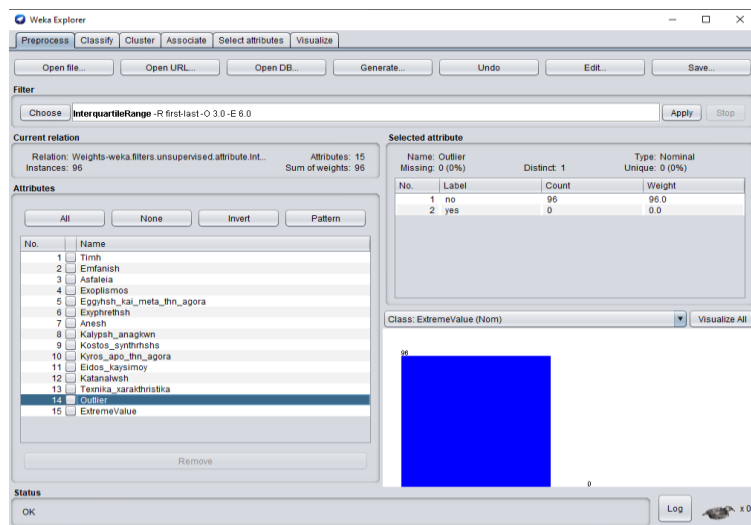 Weka Explorer
Preprocess Classify Cluster Associate Select attributes Visualize
Open file... Open URL... Open DB... Generate... Undo Edit... Save...
Filter
Choose InterquartileRange -R first-last -O 3.0 -E 6.0 Apply Stop
Current relation
Relation: Weights-weka.filters.unsupervised.attribute.Int... Attributes: 15
Instances: 96 Sum of weights: 96
Attributes
All None Invert Pattern
No. Name
1 Timh
2 Emfanish
3 Asfaleia
4 Exoplismos
5 Eggyhsh_kai_meta_thn_agora
6 Exyphrethsh
7 Anesh
8 Kalypsh_anagkwn
9 Kostos_synthrhshs
10 Kyros_apo_thn_agora
11 Eidos_kaysimoy
12 Katanalwsh
13 Texnika_xarakthristika
14 Outlier
15 ExtremeValue
Remove
Selected attribute
Name: Outlier Type: Nominal
Missing: 0 (0%) Distinct: 1 Unique: 0 (0%)
No. Label Count Weight
1 no 96 96.0
2 yes 0 0.0
Class: ExtremeValue (Nom) Visualize All
96
0
Status
OK Log x 0